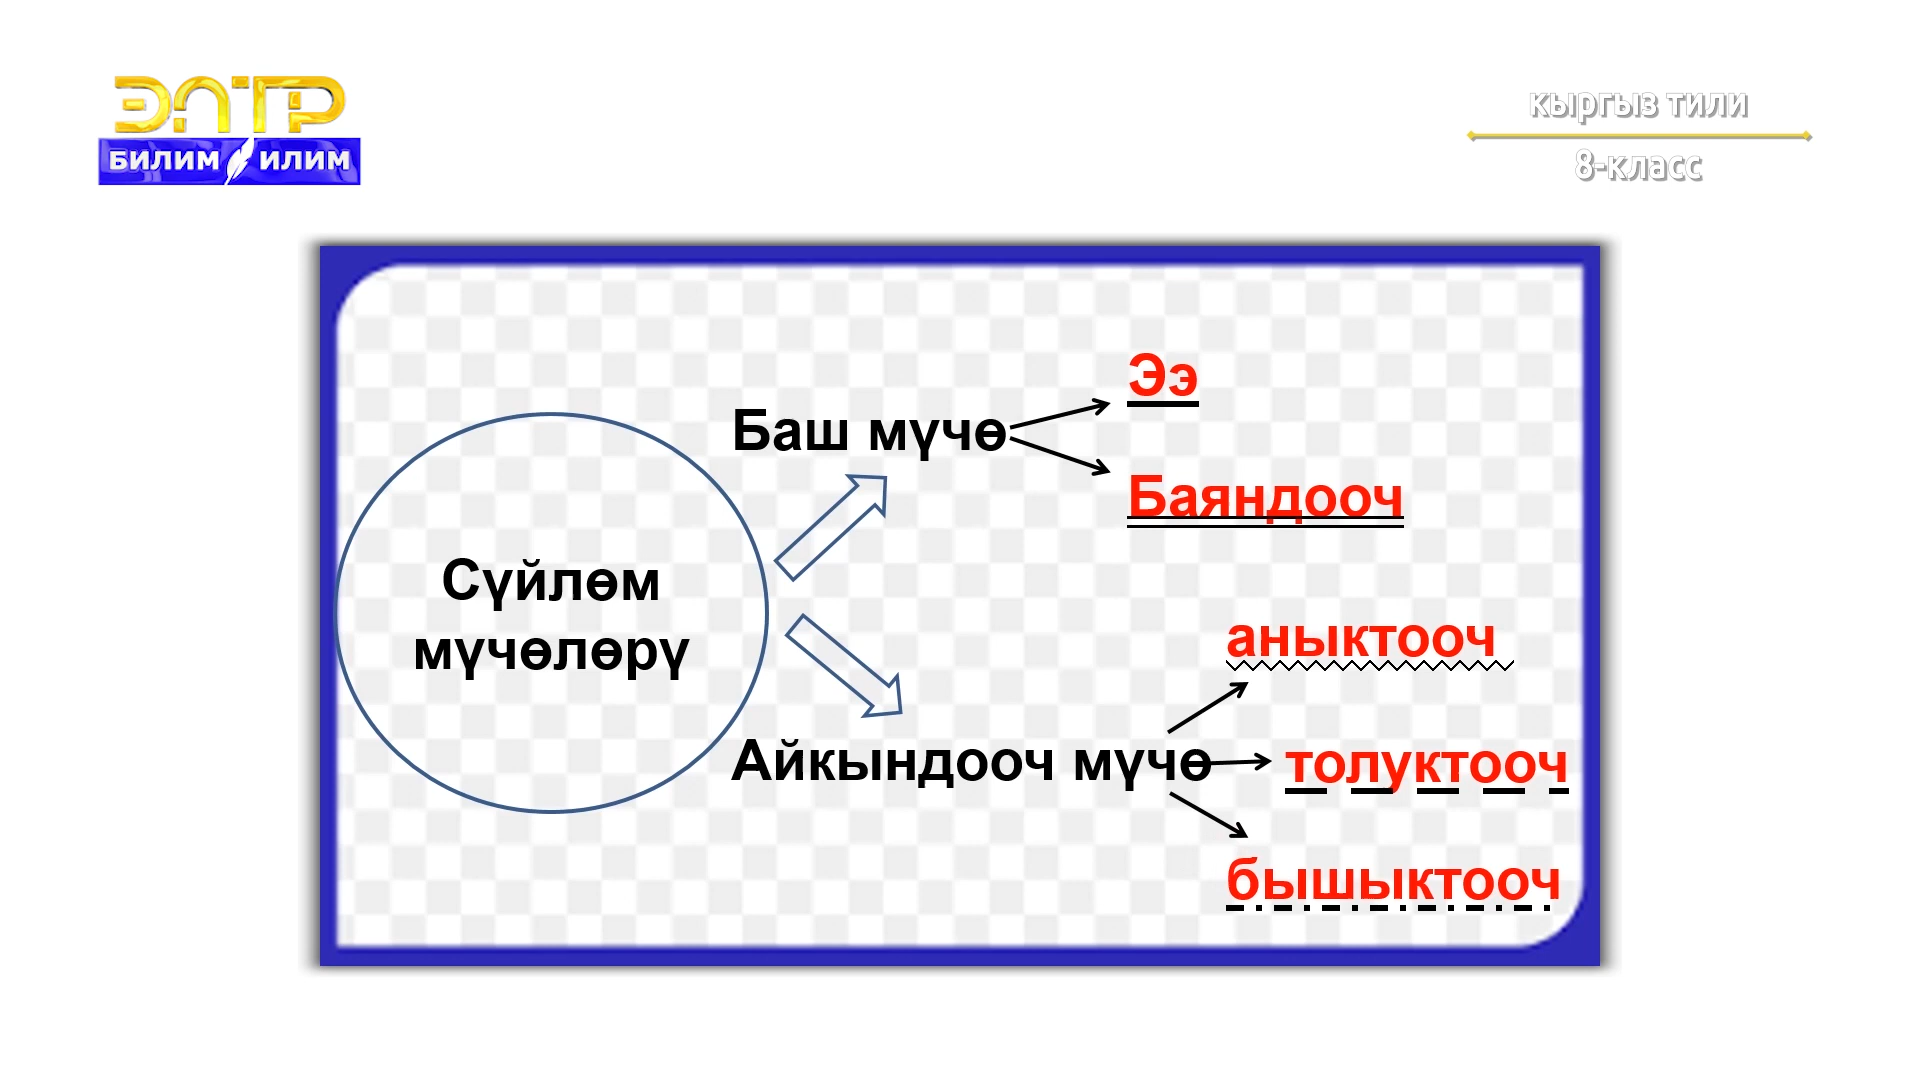 ЭЛТР
БИЛИМ ИЛИМ
кыргыз тили
8-класс
Сүйлөм
мүчөлөрү
Баш мүчө
Ээ
Баяндооч
Айкындооч мүчө
аныктооч
толуктооч
бышыктооч